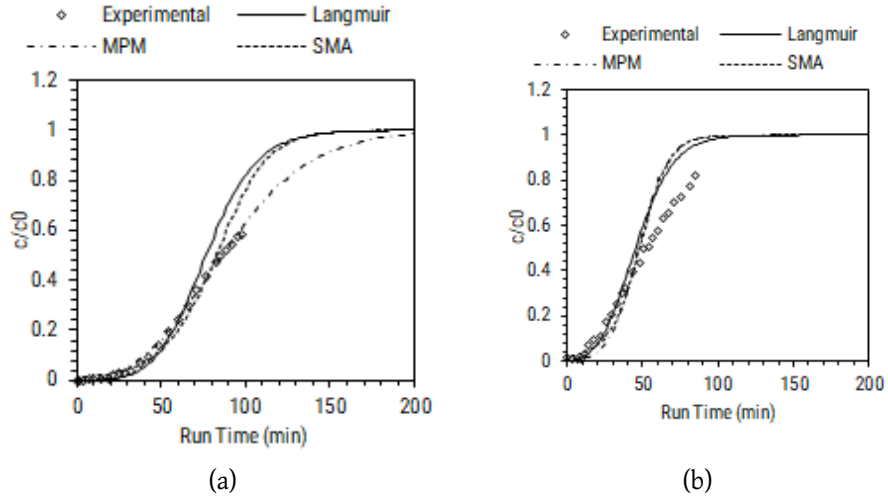 Experimental Langmuir
MPM SMA
1.2
1
0.8
0.6
0.4
0.2
0
c/c0
0 50 100 150 200
Run Time (min)
(a)
Experimental Langmuir
MPM SMA
1.2
1
0.8
0.6
0.4
0.2
0
c/c0
0 50 100 150 200
Run Time (min)
(b)